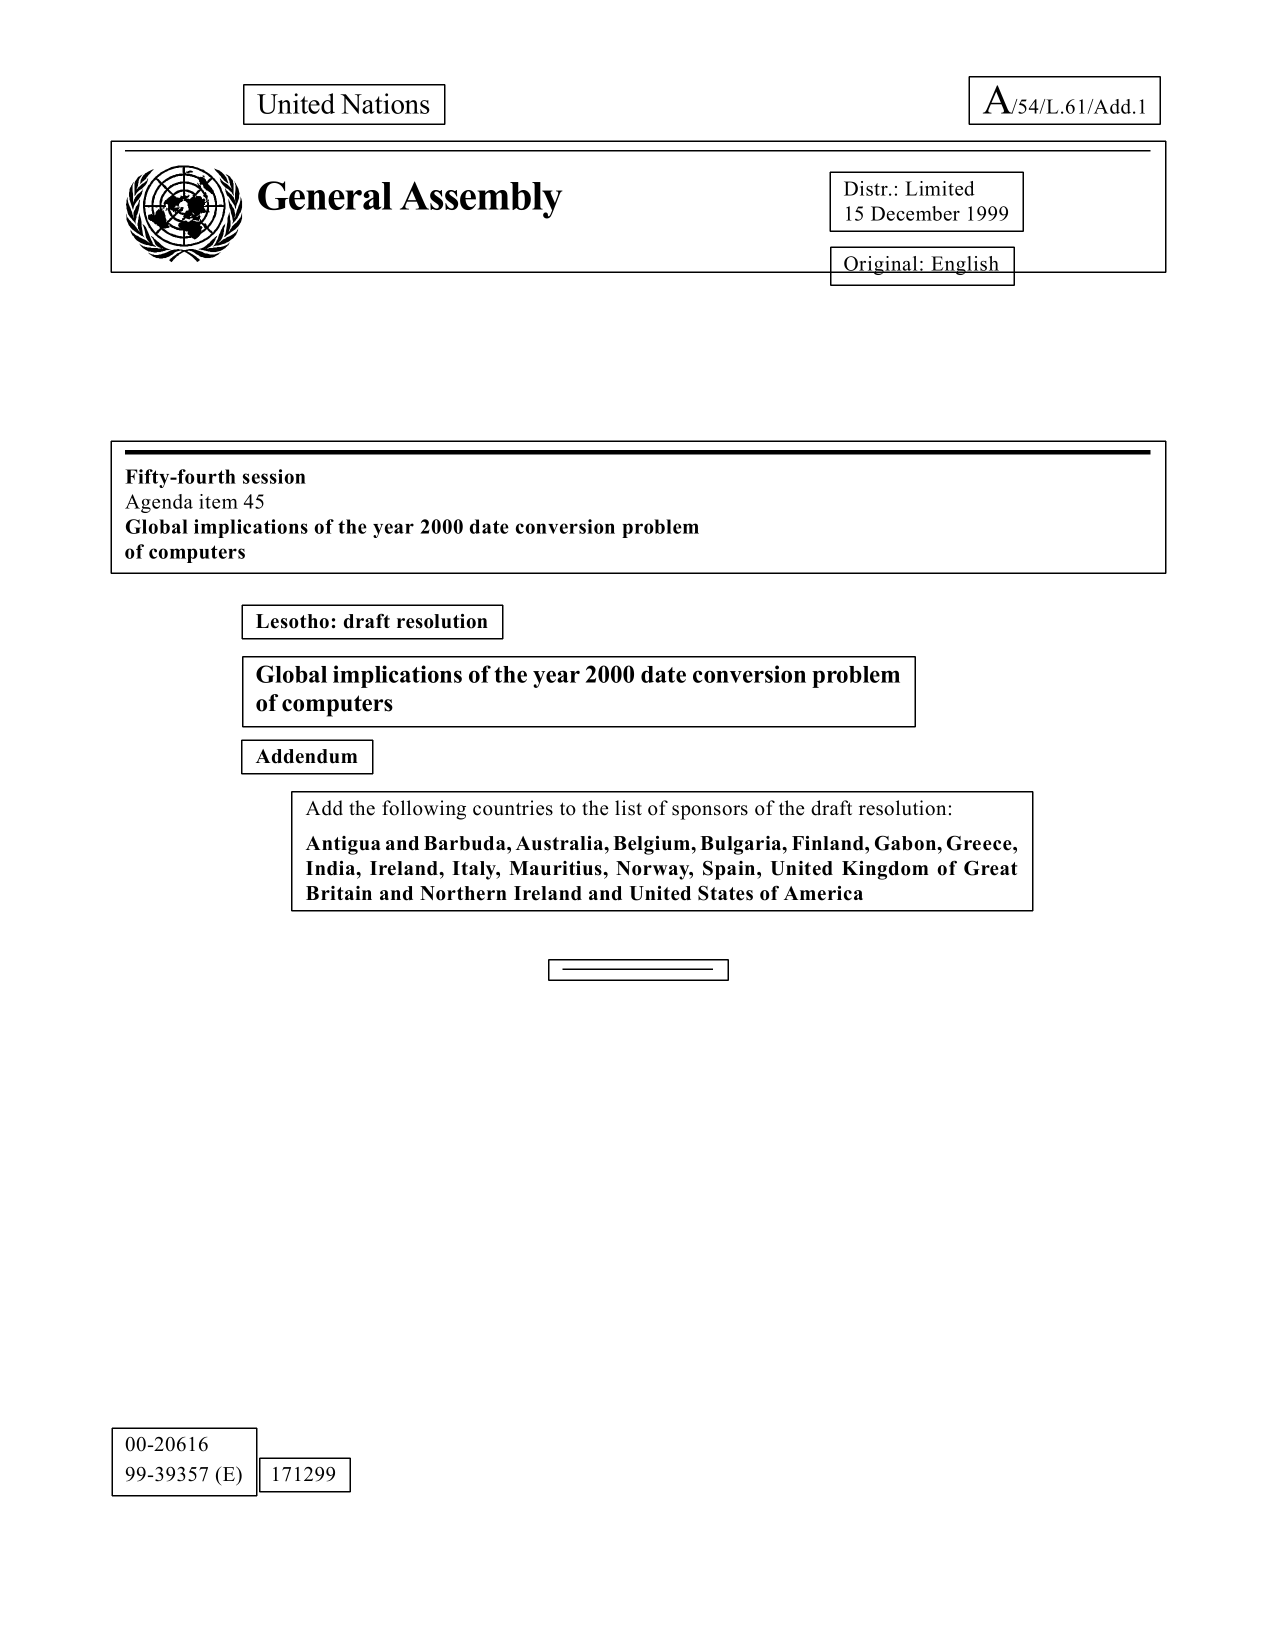 United Nations
A/54/L.61/Add.1
General Assembly
Distr.: Limited
15 December 1999
Original: English
Fifty-fourth session
Agenda item 45
Global implications of the year 2000 date conversion problem
of computers
Lesotho: draft resolution
Global implications of the year 2000 date conversion problem
of computers
Addendum
Add the following countries to the list of sponsors of the draft resolution:
Antigua and Barbuda, Australia, Belgium, Bulgaria, Finland, Gabon, Greece,
India, Ireland, Italy, Mauritius, Norway, Spain, United Kingdom of Great
Britain and Northern Ireland and United States of America
00-20616
99-39357 (E)
171299